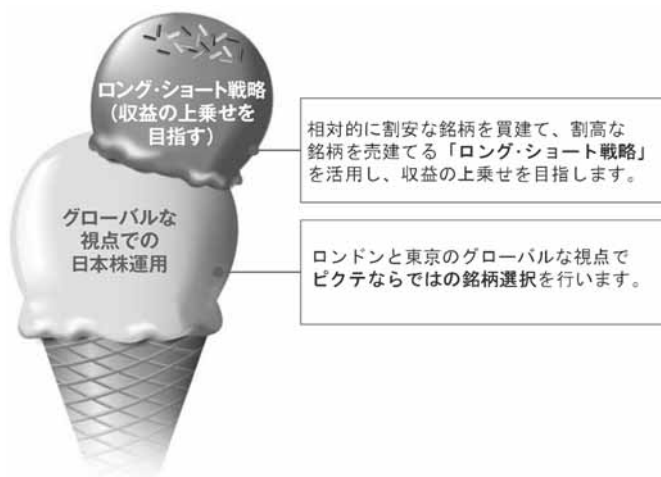 ロング・ショート戦略
（収益の上乗せを
目指す）
相対的に割安な銘柄を買建て、割高な
銘柄を売建てる「ロング・ショート戦略」
を活用し、収益の上乗せを目指します。
グローバルな
視点での
日本株運用
ロンドンと東京のグローバルな視点で
ピクテならではの銘柄選択を行います。